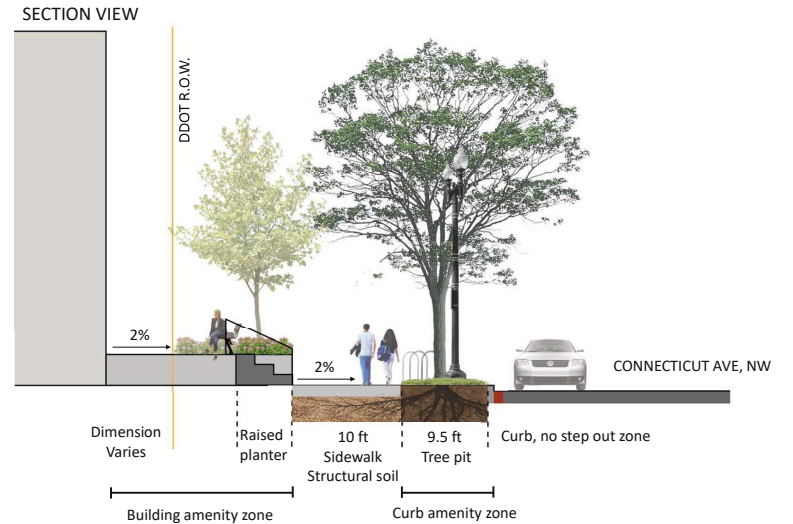 SECTION VIEW
DDOT R.O.W.
2%
2%
CONNECTICUT AVE, NW
Dimension
Varies
Raised
planter
10 ft
Sidewalk
Structural soil
9.5 ft
Tree pit
Curb, no step out zone
Building amenity zone
Curb amenity zone